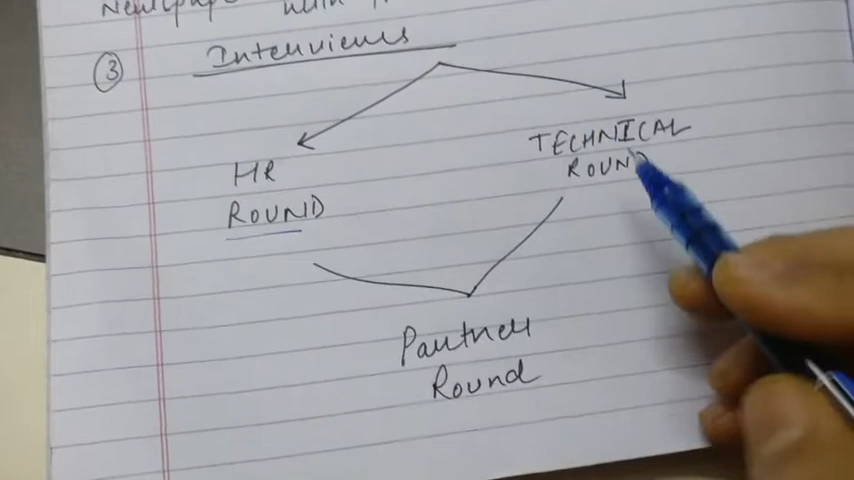 ③ Interviews
HR
ROUND
TECHNICAL
ROUND
Partner
Round